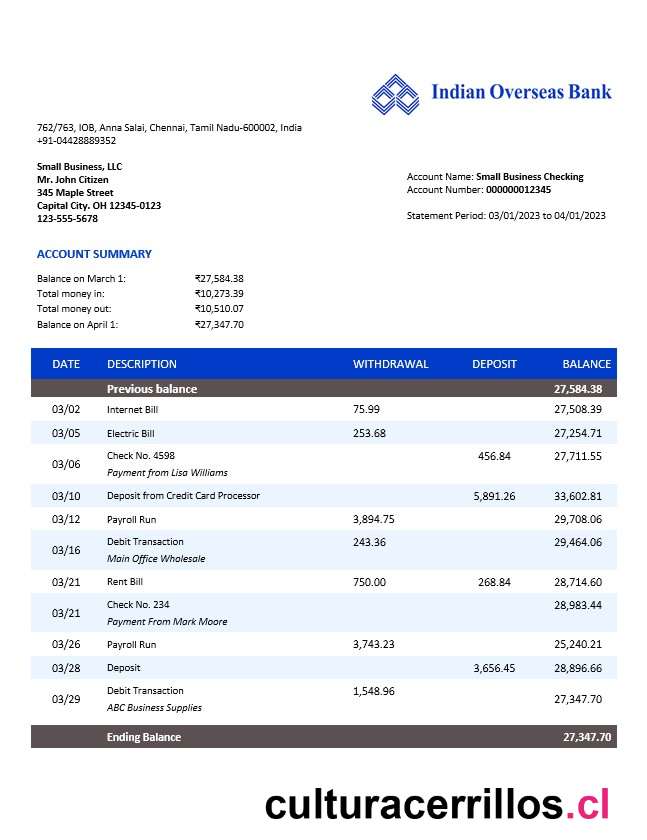 Indian Overseas Bank
762/763, IOB, Anna Salai, Chennai, Tamil Nadu-600002, India
+91-04428889352
Small Business, LLC
Mr. John Citizen
345 Maple Street
Capital City. OH 12345-0123
123-555-5678
Account Name: Small Business Checking
Account Number: 000000012345
Statement Period: 03/01/2023 to 04/01/2023
ACCOUNT SUMMARY
Balance on March 1: ₹27,584.38
Total money in: ₹10,273.39
Total money out: ₹10,510.07
Balance on April 1: ₹27,347.70
DATE DESCRIPTION WITHDRAWAL DEPOSIT BALANCE
Previous balance 27,584.38
03/02 Internet Bill 75.99 27,508.39
03/05 Electric Bill 253.68 27,254.71
03/06 Check No. 4598 456.84 27,711.55
Payment from Lisa Williams
03/10 Deposit from Credit Card Processor 5,891.26 33,602.81
03/12 Payroll Run 3,894.75 29,708.06
03/16 Debit Transaction 243.36 29,464.06
Main Office Wholesale
03/21 Rent Bill 750.00 268.84 28,714.60
03/21 Check No. 234 28,983.44
Payment From Mark Moore
03/26 Payroll Run 3,743.23 25,240.21
03/28 Deposit 3,656.45 28,896.66
03/29 Debit Transaction 1,548.96 27,347.70
ABC Business Supplies
Ending Balance 27,347.70
culturacerrillos.cl